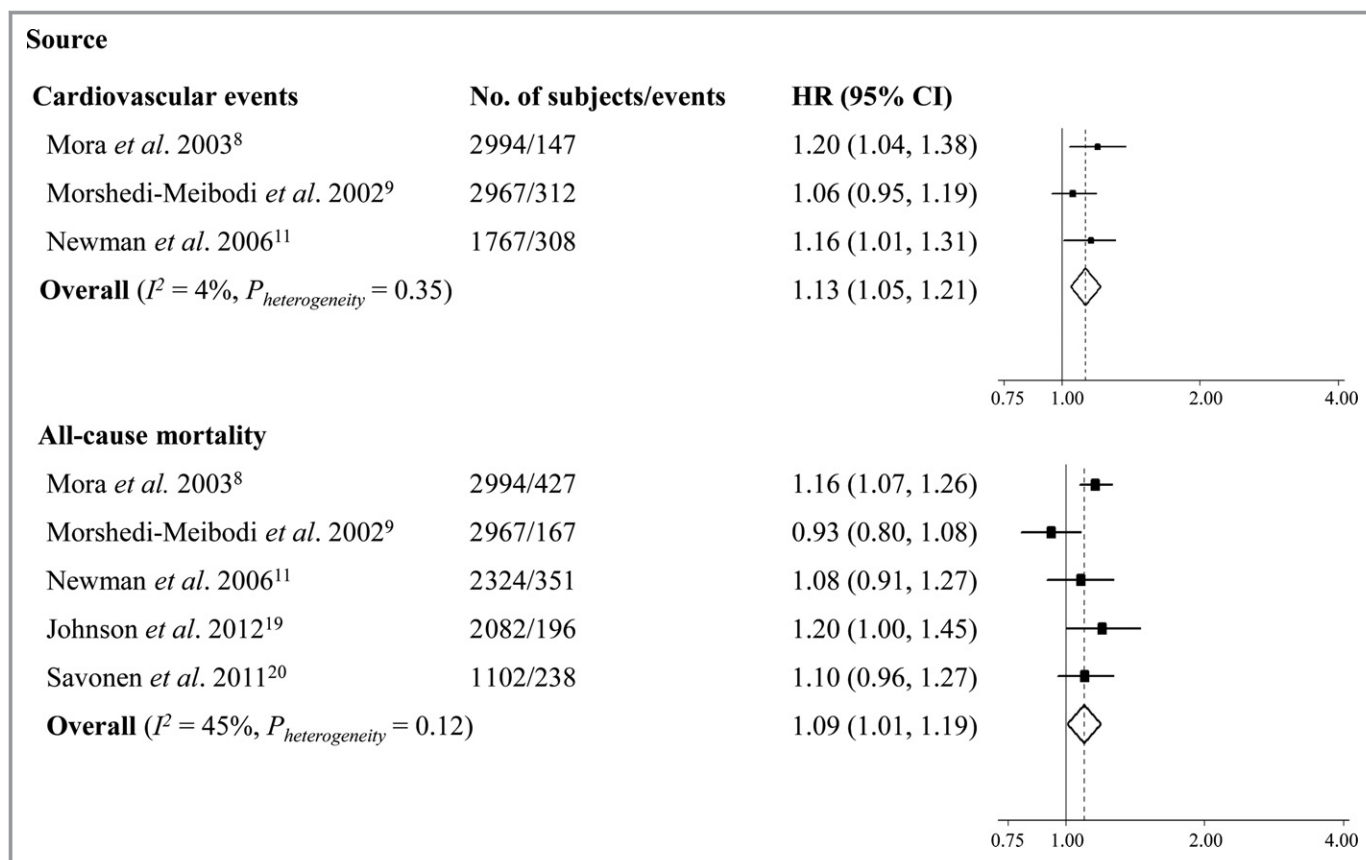 Source
Cardiovascular events No. of subjects/events HR (95% CI)
Mora et al. 2003⁸ 2994/147 1.20 (1.04, 1.38)
Morshedi-Meibodi et al. 2002⁹ 2967/312 1.06 (0.95, 1.19)
Newman et al. 2006¹¹ 1767/308 1.16 (1.01, 1.31)
Overall (I² = 4%, P_heterogeneity = 0.35) 1.13 (1.05, 1.21)
0.75 1.00 2.00 4.00
All-cause mortality
Mora et al. 2003⁸ 2994/427 1.16 (1.07, 1.26)
Morshedi-Meibodi et al. 2002⁹ 2967/167 0.93 (0.80, 1.08)
Newman et al. 2006¹¹ 2324/351 1.08 (0.91, 1.27)
Johnson et al. 2012¹⁹ 2082/196 1.20 (1.00, 1.45)
Savonen et al. 2011²⁰ 1102/238 1.10 (0.96, 1.27)
Overall (I² = 45%, P_heterogeneity = 0.12) 1.09 (1.01, 1.19)
0.75 1.00 2.00 4.00